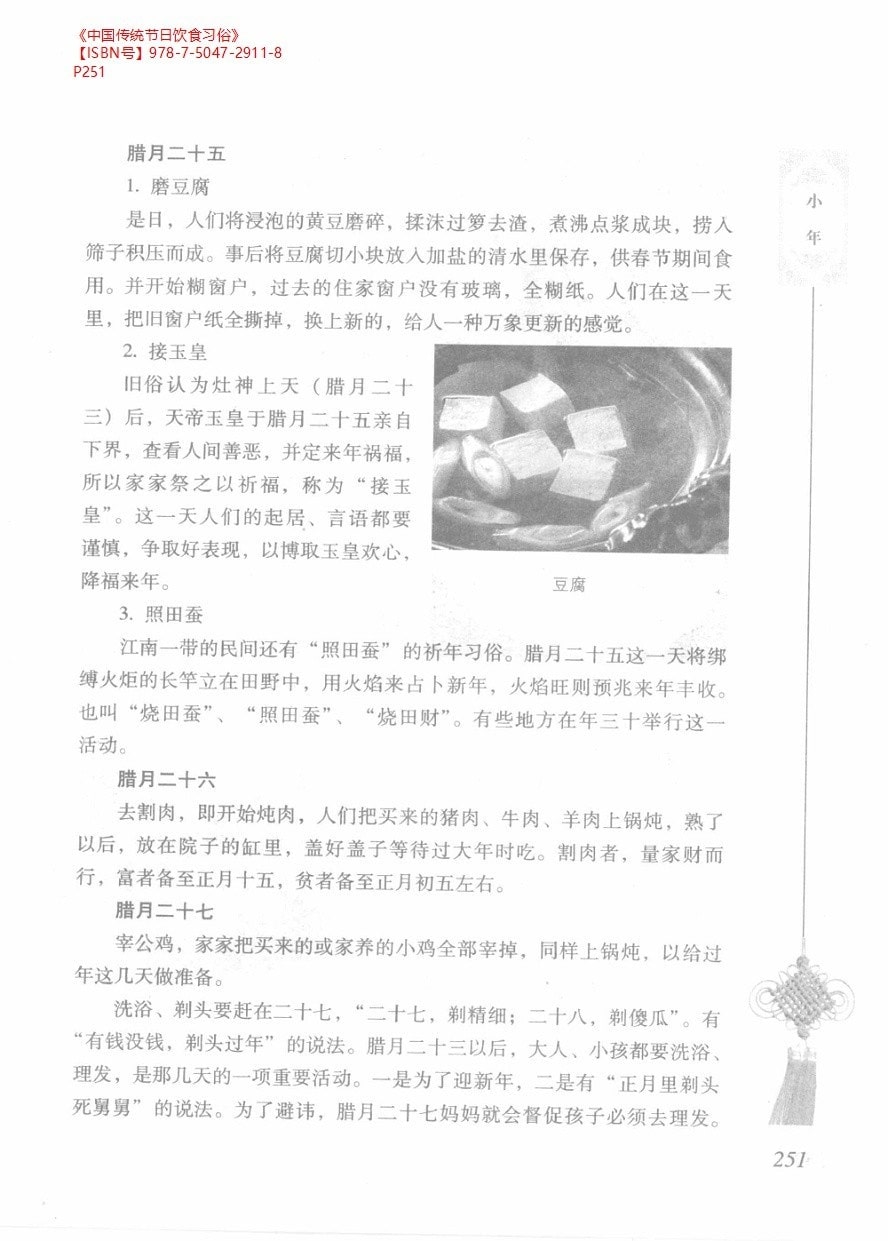 《中国传统节日饮食习俗》
【ISBN号】978-7-5047-2911-8
P251
腊月二十五
1. 磨豆腐
是日，人们将浸泡的黄豆磨碎，揉沫过箩去渣，煮沸点浆成块，捞入
筛子积压而成。事后将豆腐切小块放入加盐的清水里保存，供春节期间食
用。并开始糊窗户，过去的住家窗户没有玻璃，全糊纸。人们在这一天
里，把旧窗户纸全撕掉，换上新的，给人一种万象更新的感觉。
2. 接玉皇
旧俗认为灶神上天（腊月二十
三）后，天帝玉皇于腊月二十五亲自
下界，查看人间善恶，并定来年祸福，
所以家家祭之以祈福，称为“接玉
皇”。这一天人们的起居、言语都要
谨慎，争取好表现，以博取玉皇欢心，
降福来年。
豆腐
3. 照田蚕
江南一带的民间还有“照田蚕”的祈年习俗。腊月二十五这一天将绑
缚火炬的长竿立在田野中，用火焰来占卜新年，火焰旺则预兆来年丰收。
也叫“烧田蚕”、“照田蚕”、“烧田财”。有些地方在年三十举行这一
活动。
腊月二十六
去割肉，即开始炖肉，人们把买来的猪肉、牛肉、羊肉上锅炖，熟了
以后，放在院子的缸里，盖好盖子等待过大年时吃。割肉者，量家财而
行，富者备至正月十五，贫者备至正月初五左右。
腊月二十七
宰公鸡，家家把买来的或家养的小鸡全部宰掉，同样上锅炖，以给过
年这几天做准备。
洗浴、剃头要赶在二十七，“二十七，剃精细；二十八，剃傻瓜”。有
“有钱没钱，剃头过年”的说法。腊月二十三以后，大人、小孩都要洗浴、
理发，是那几天的一项重要活动。一是为了迎新年，二是有“正月里剃头
死舅舅”的说法。为了避讳，腊月二十七妈妈就会督促孩子必须去理发。
小年
251